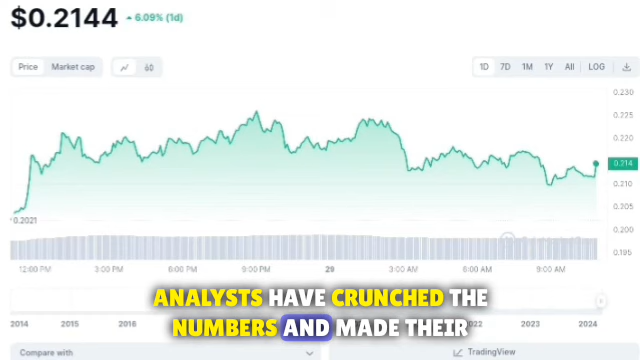 $0.2144 6.09% (1d)
Price Market cap 1D 7D 1M 1Y All LOG
0.230
0.225
0.220
0.214
0.210
0.205
0.2021
0.200
0.195
12:00 PM 3:00 PM 6:00 PM 9:00 PM 29 3:00 AM 6:00 AM 9:00 AM
ANALYSTS HAVE CRUNCHED THE
NUMBERS AND MADE THEIR
2014 2015 2016 2022 2023 2024
Compare with TradingView